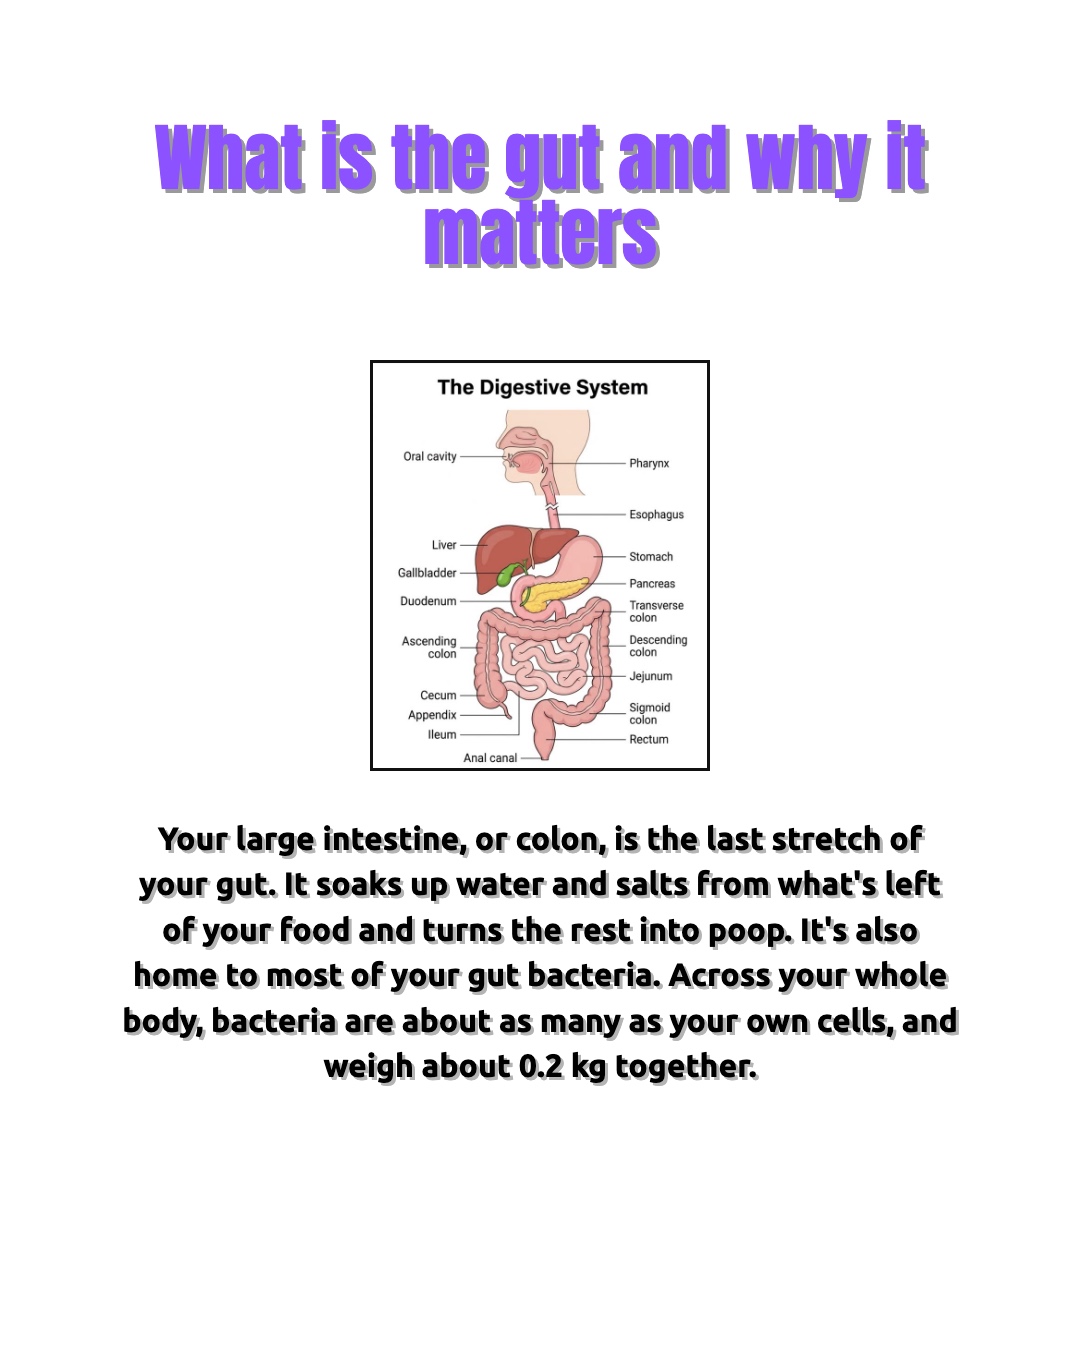 What is the gut and why it
matters
The Digestive System
Oral cavity
Pharynx
Esophagus
Liver
Stomach
Gallbladder
Pancreas
Duodenum
Transverse
colon
Ascending
colon
Descending
colon
Jejunum
Cecum
Appendix
Sigmoid
colon
Ileum
Rectum
Anal canal
Your large intestine, or colon, is the last stretch of
your gut. It soaks up water and salts from what's left
of your food and turns the rest into poop. It's also
home to most of your gut bacteria. Across your whole
body, bacteria are about as many as your own cells, and
weigh about 0.2 kg together.